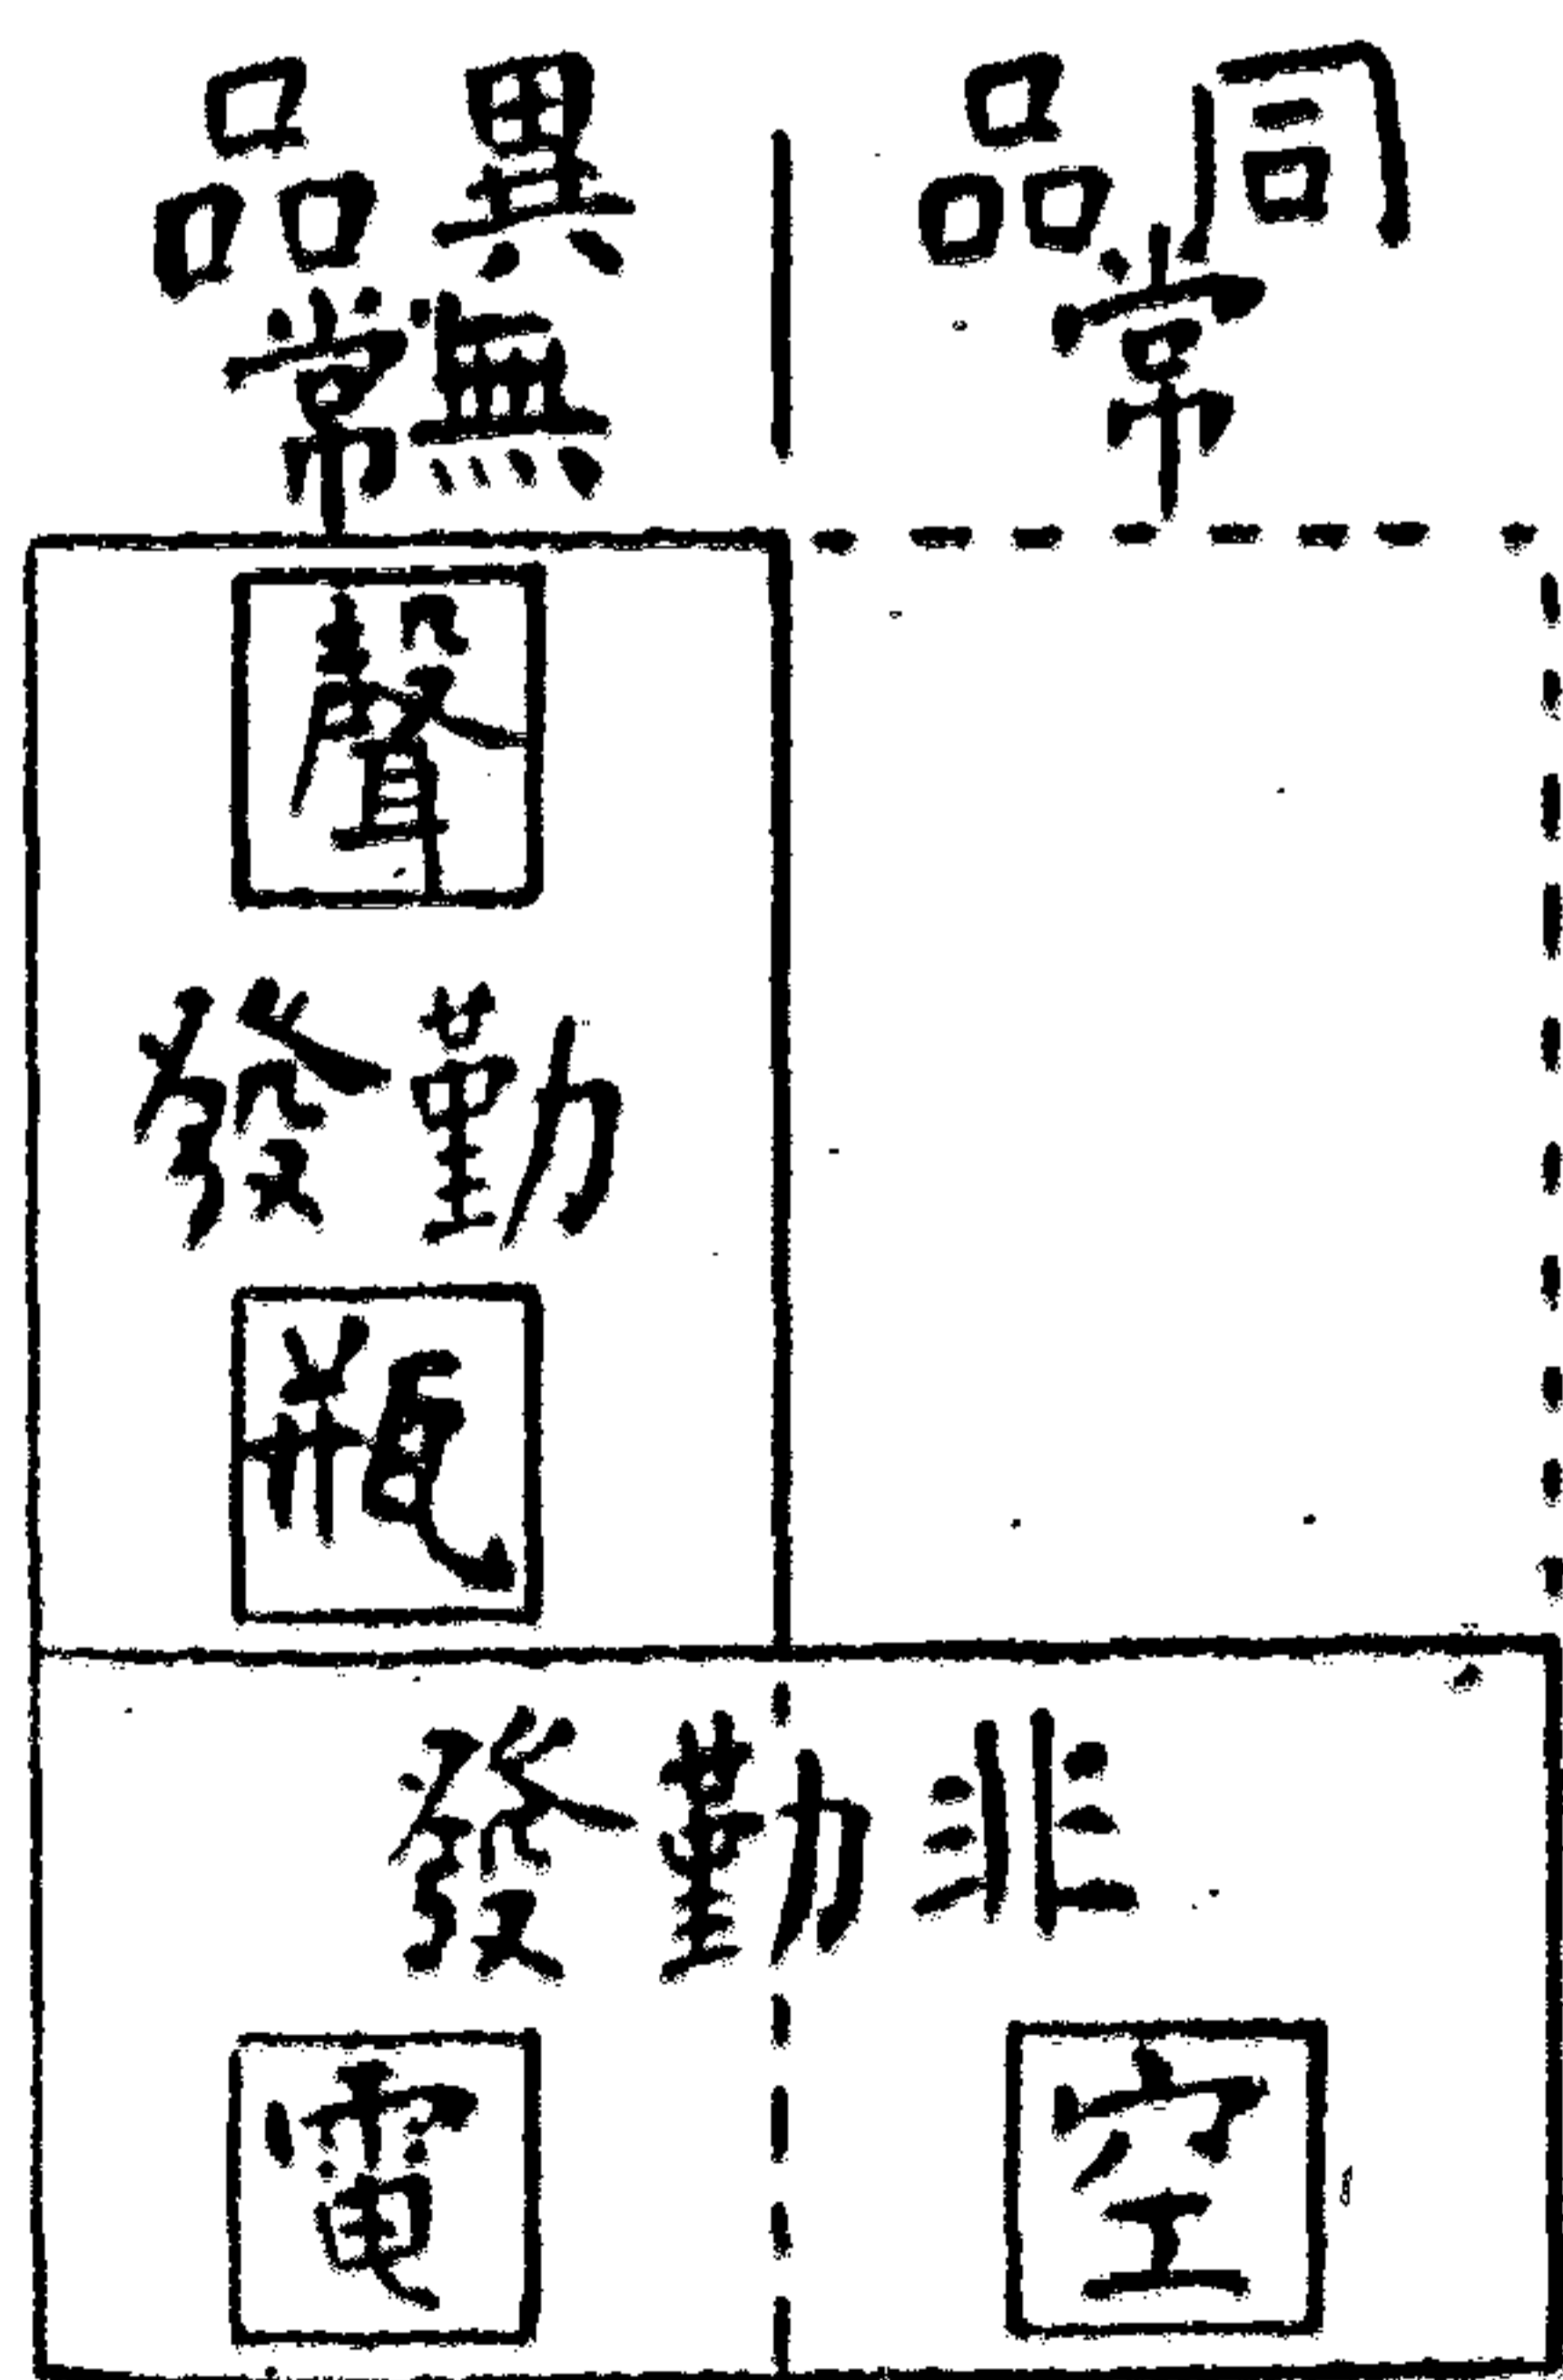 同品
常
異品
無常
聲
勤發
瓶
非勤發
空
電